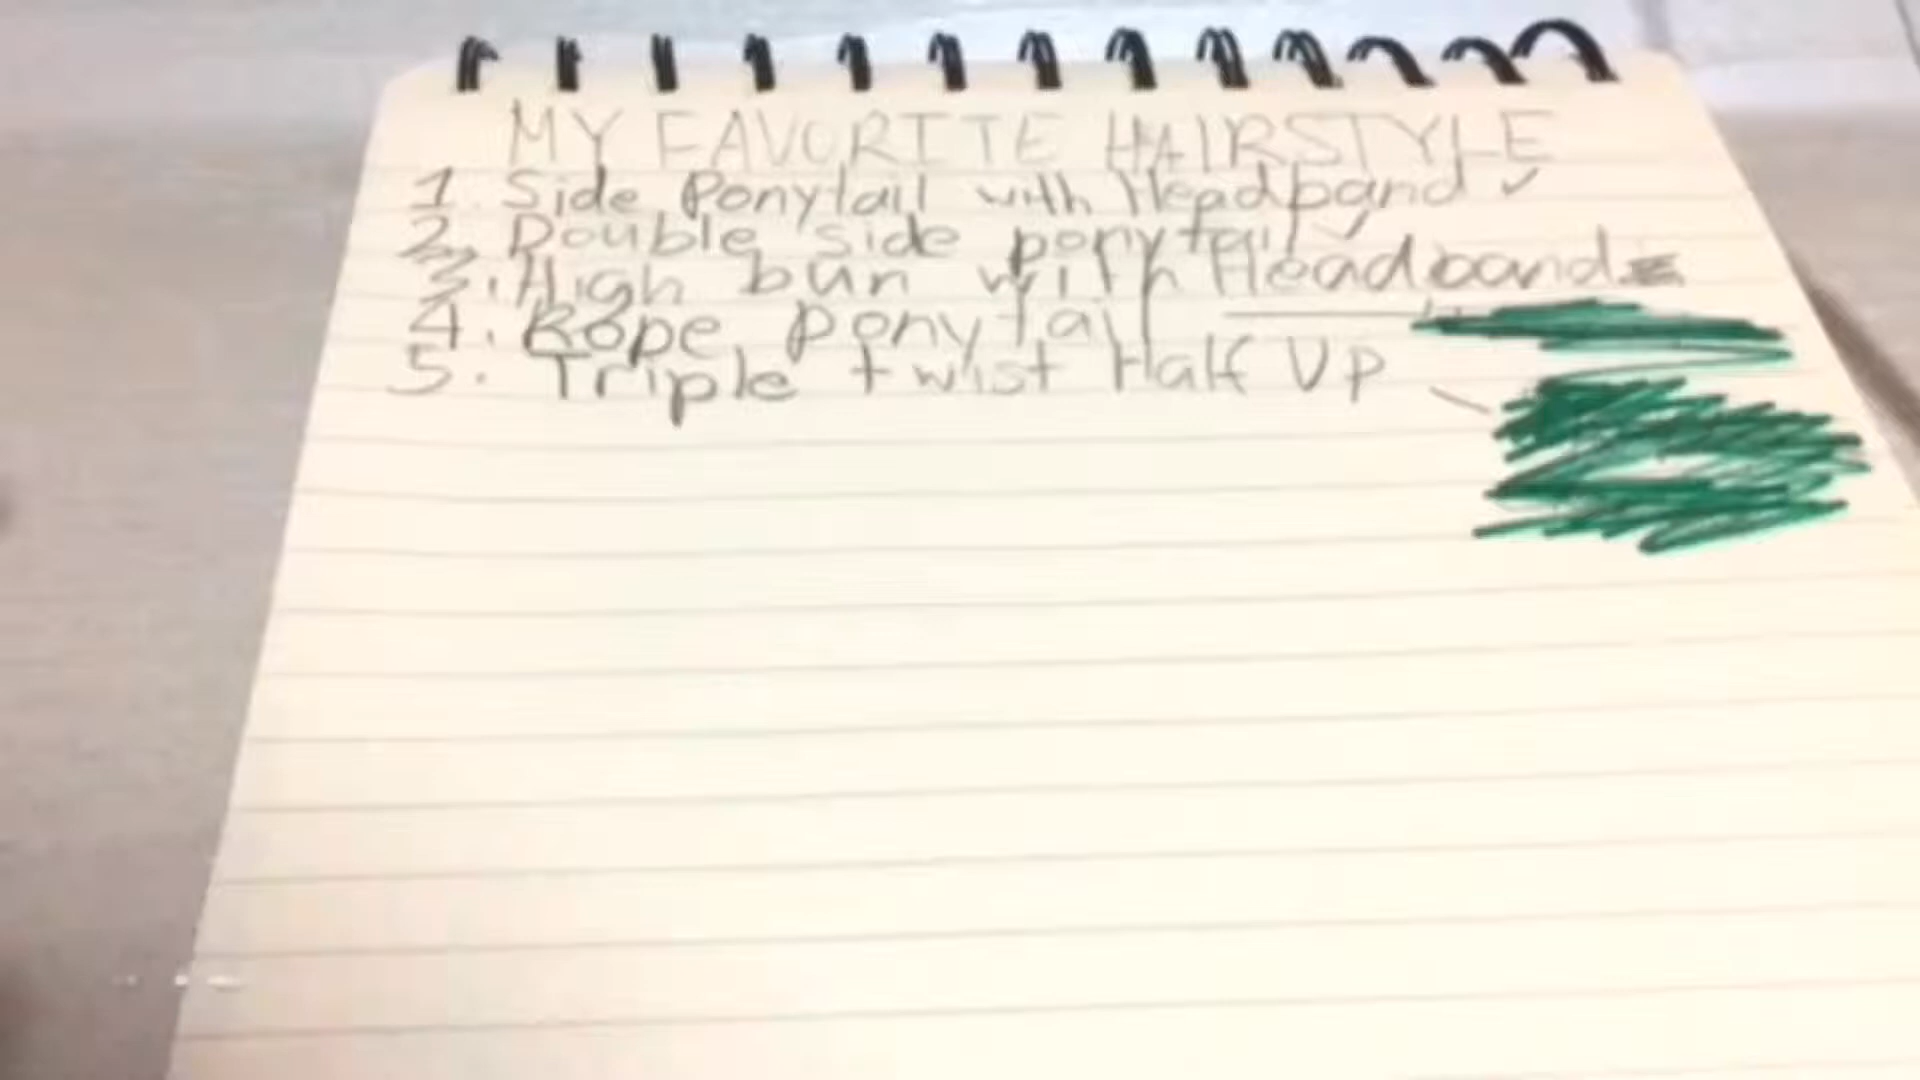 MY FAVORITE HAIRSTYLE
1. Side Ponytail with Headband ✓
2. Double side ponytail ✓
3. High bun with Headband
4. Rope Ponytail
5. Triple twist Half Up